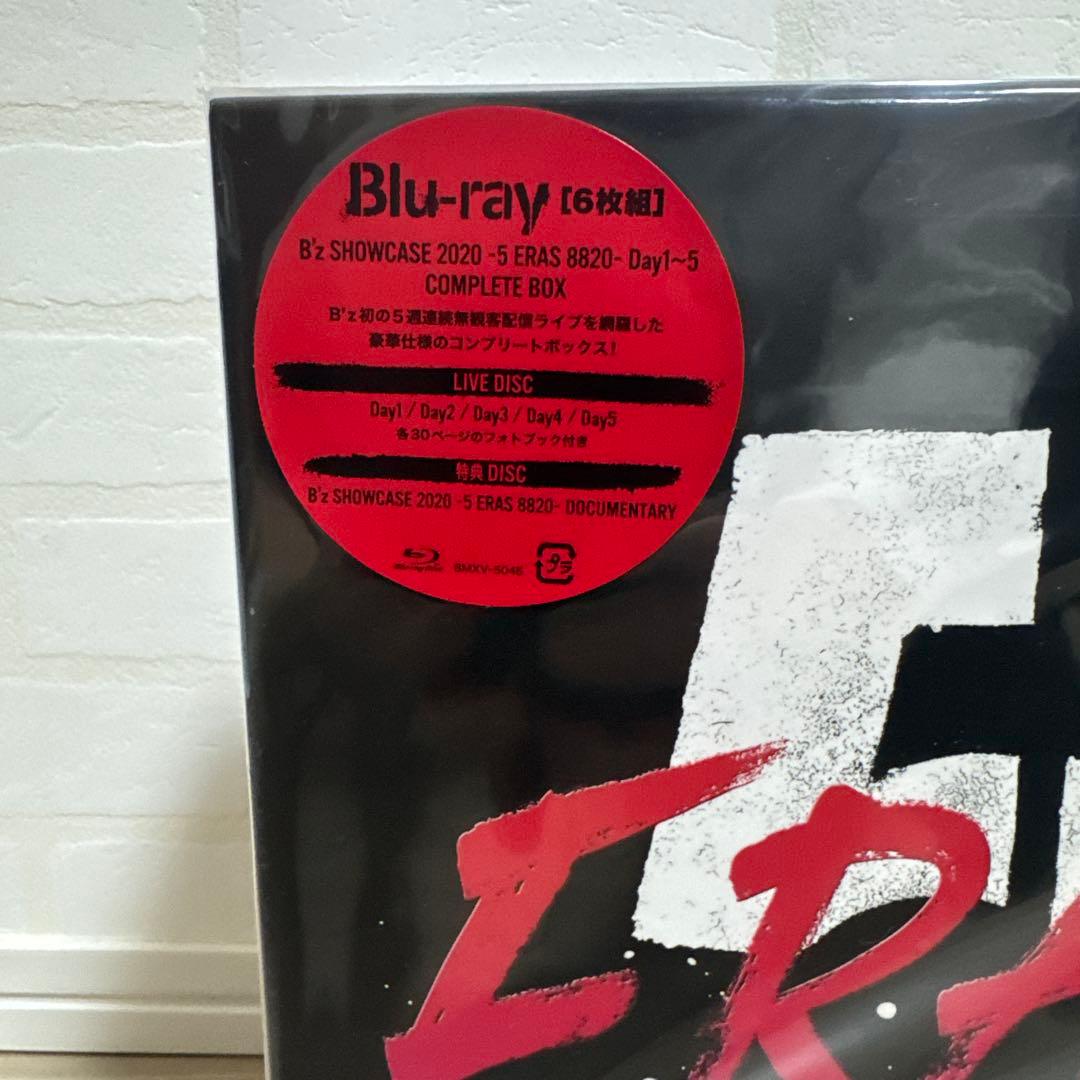 Blu-ray [6枚組]
B'z SHOWCASE 2020 -5 ERAS 8820- Day1~5
COMPLETE BOX
B'z初の5週連続無観客配信ライブを網羅した
豪華仕様のコンプリートボックス!
LIVE DISC
Day1 / Day2 / Day3 / Day4 / Day5
各30ページのフォトブック付き
特典 DISC
B'z SHOWCASE 2020 -5 ERAS 8820- DOCUMENTARY
BMXV-5046
プラ
5
ERA